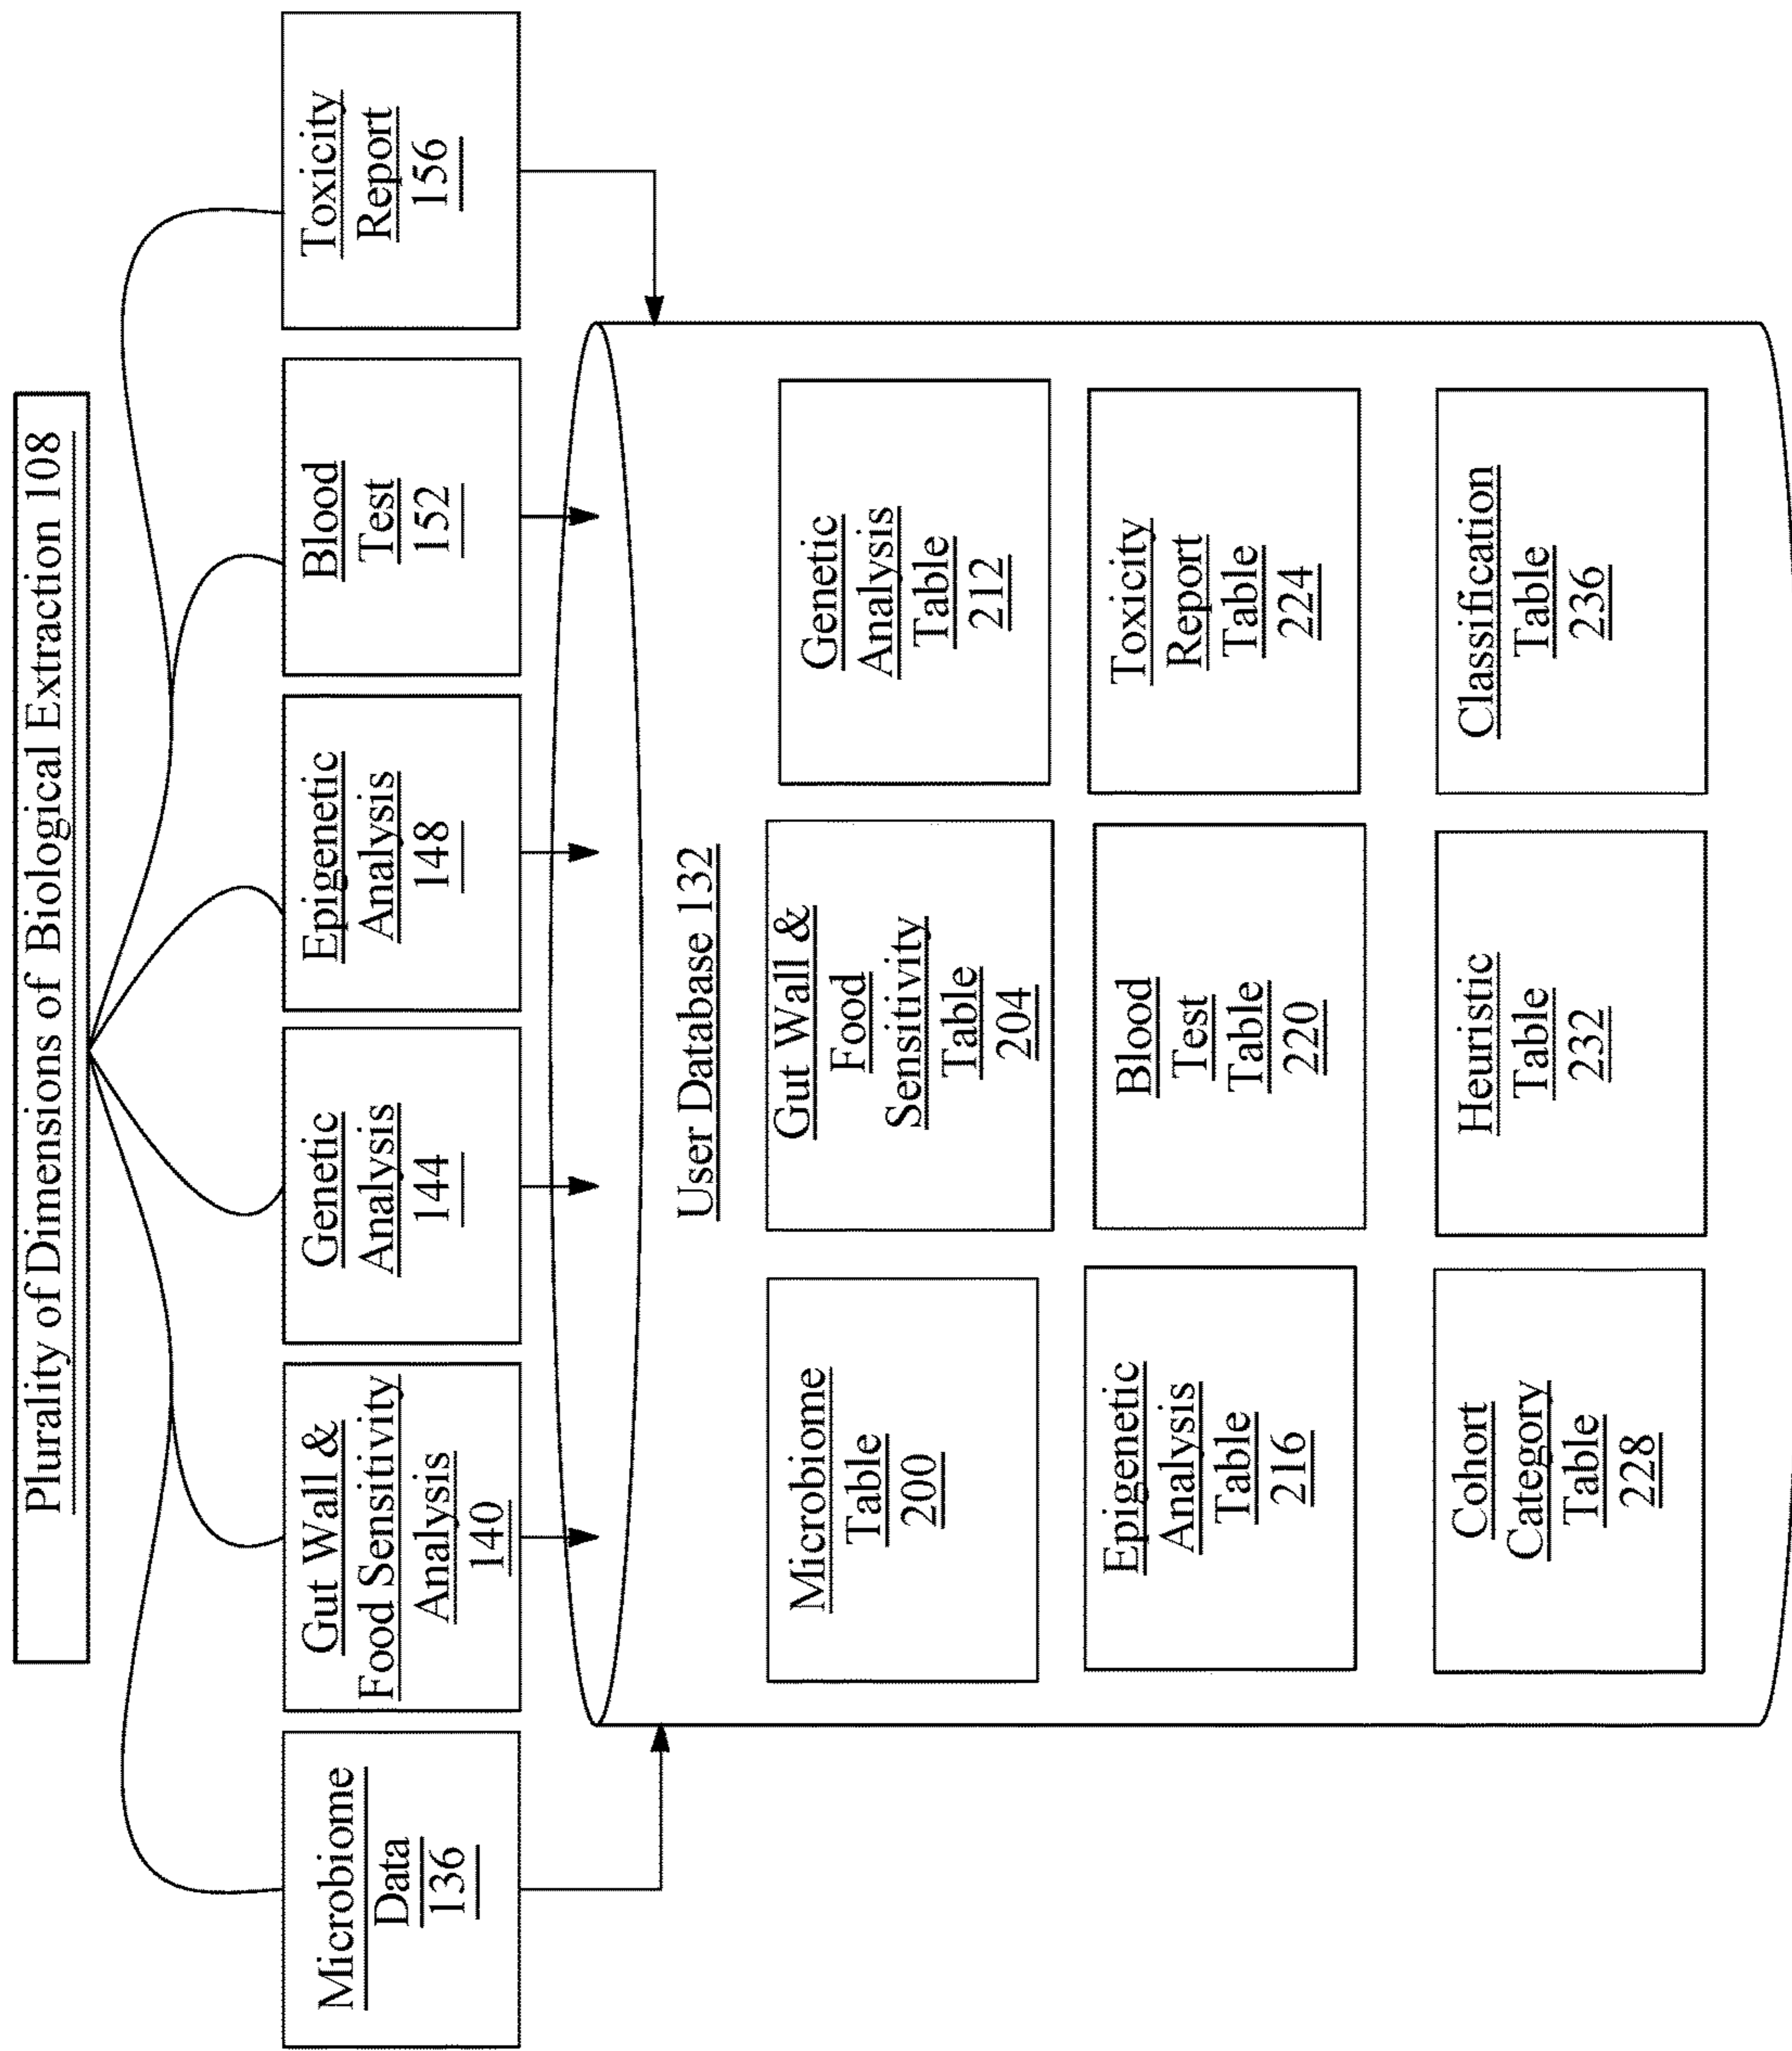 Plurality of Dimensions of Biological Extraction 108
Microbiome
Data
136
Gut Wall &
Food Sensitivity
Analysis
140
Genetic
Analysis
144
Epigenetic
Analysis
148
Blood
Test
152
Toxicity
Report
156
User Database 132
Microbiome
Table
200
Gut Wall &
Food
Sensitivity
Table
204
Genetic
Analysis
Table
212
Epigenetic
Analysis
Table
216
Blood
Test
Table
220
Toxicity
Report
Table
224
Cohort
Category
Table
228
Heuristic
Table
232
Classification
Table
236